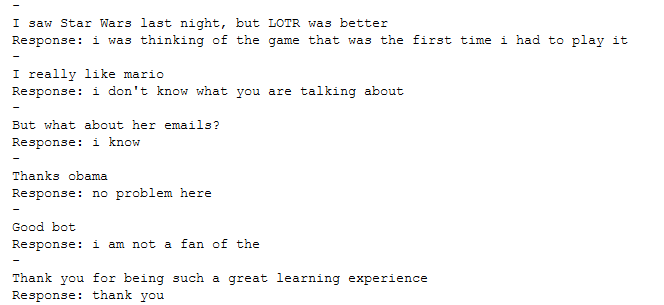 -
I saw Star Wars last night, but LOTR was better
Response: i was thinking of the game that was the first time i had to play it
-
I really like mario
Response: i don't know what you are talking about
-
But what about her emails?
Response: i know
-
Thanks obama
Response: no problem here
-
Good bot
Response: i am not a fan of the
-
Thank you for being such a great learning experience
Response: thank you